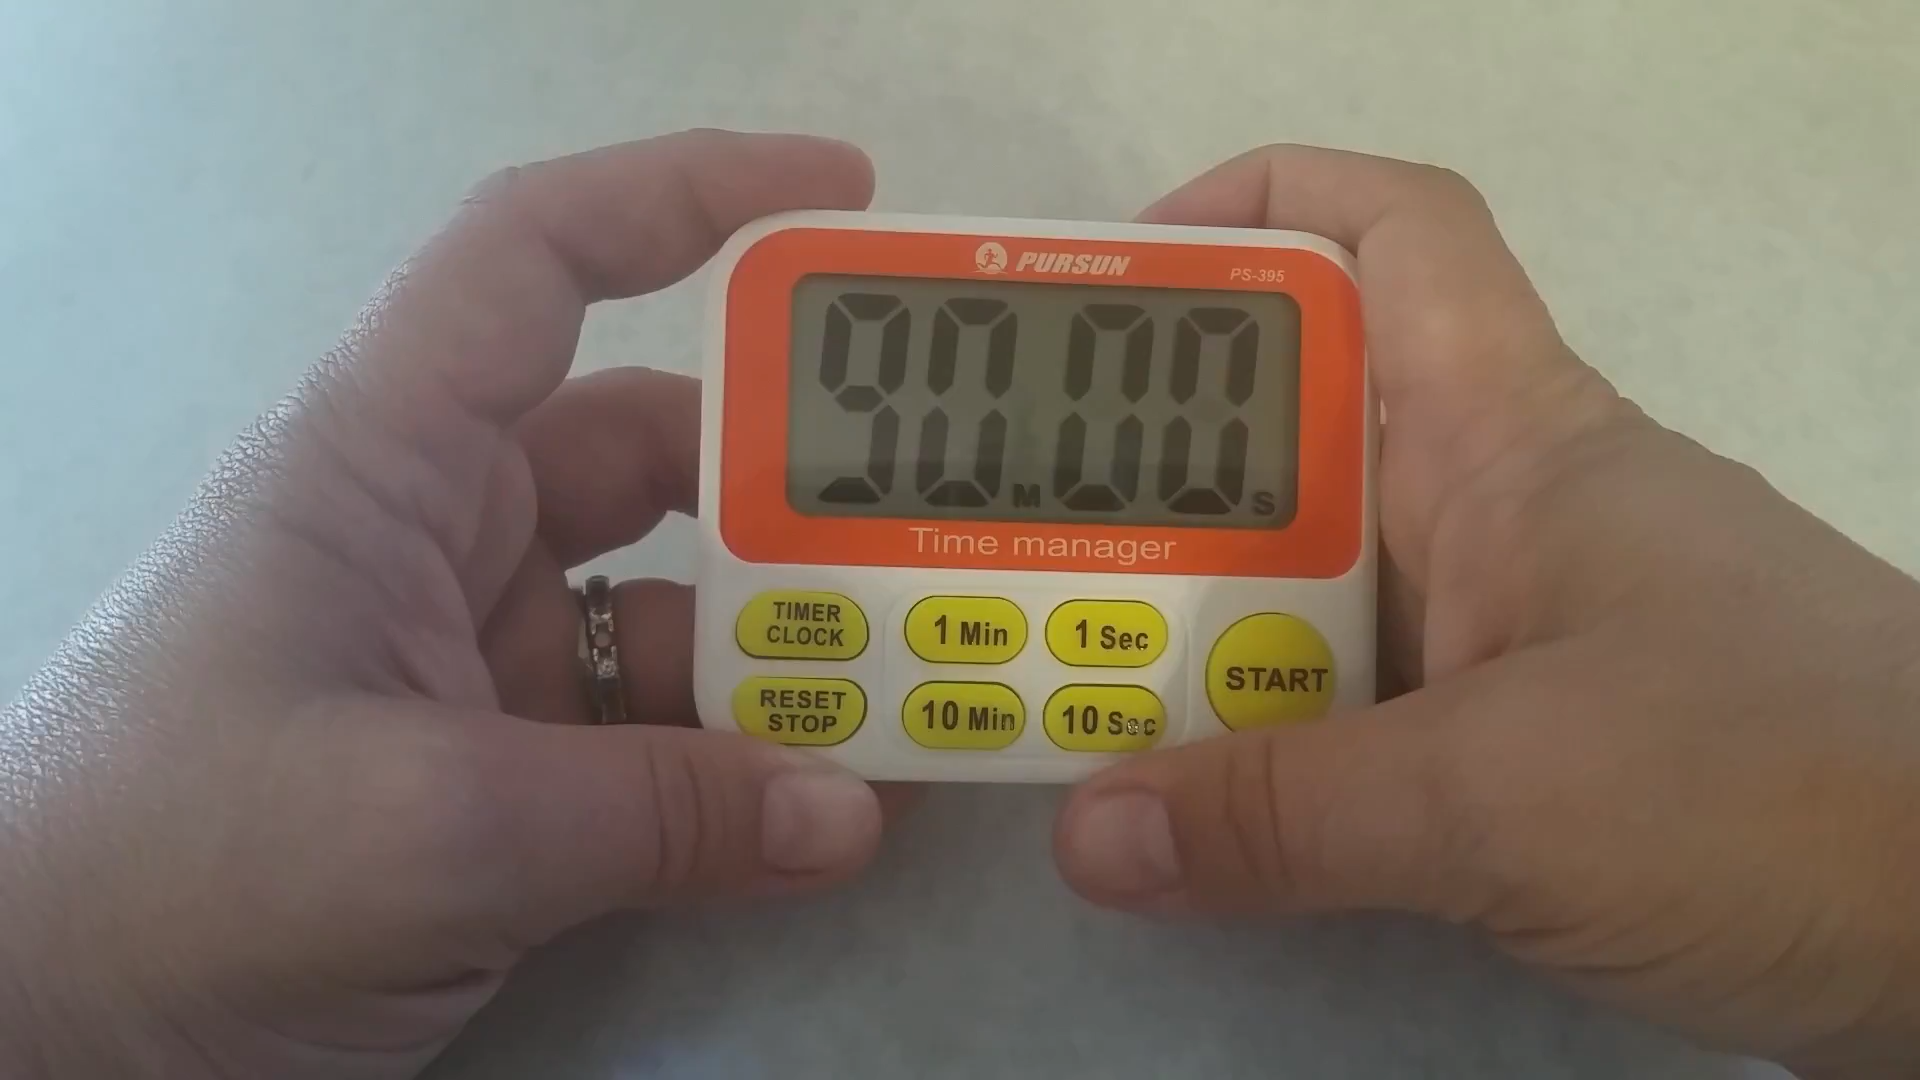 PURSUN
PS-395
90 00
M S
Time manager
TIMER
CLOCK
1 Min
1 Sec
RESET
STOP
10 Min
10 Sec
START